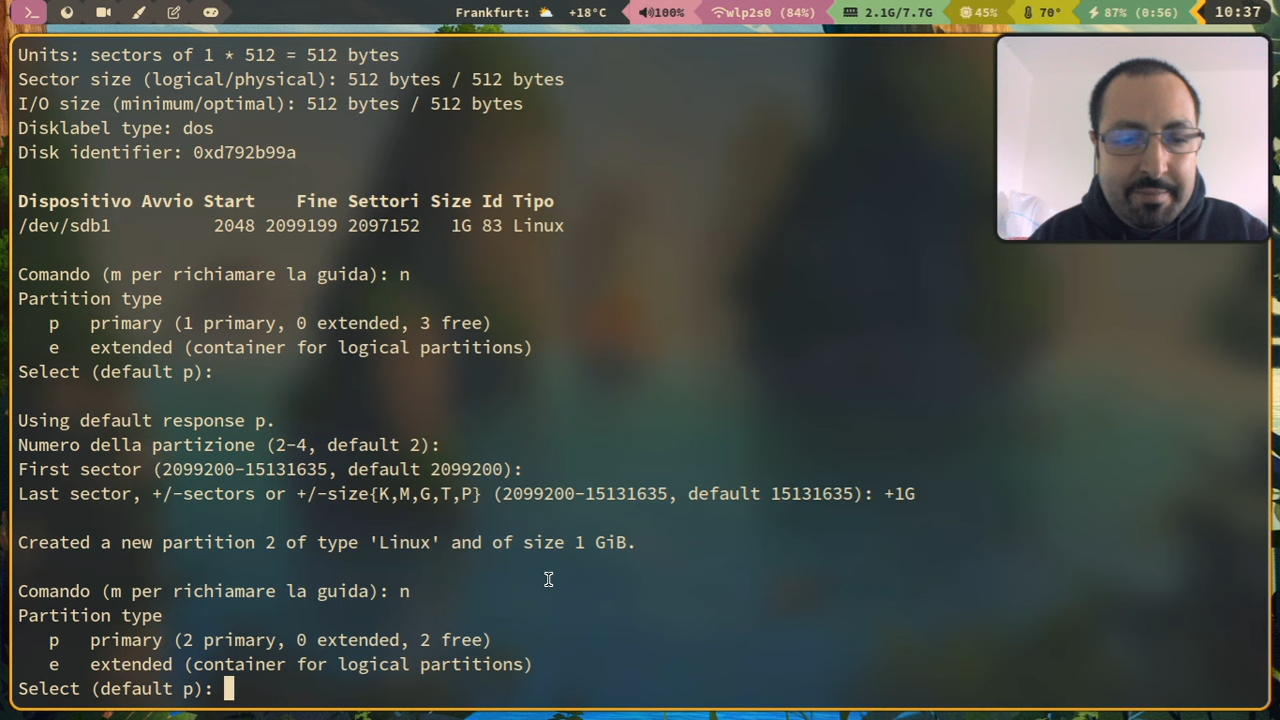 Frankfurt: +18°C 100% wlp2s0 (84%) 2.1G/7.7G 45% 70° 87% (0:56) 10:37
Units: sectors of 1 * 512 = 512 bytes
Sector size (logical/physical): 512 bytes / 512 bytes
I/O size (minimum/optimal): 512 bytes / 512 bytes
Disklabel type: dos
Disk identifier: 0xd792b99a
Dispositivo Avvio Start Fine Settori Size Id Tipo
/dev/sdb1 2048 2099199 2097152 1G 83 Linux
Comando (m per richiamare la guida): n
Partition type
p primary (1 primary, 0 extended, 3 free)
e extended (container for logical partitions)
Select (default p):
Using default response p.
Numero della partizione (2-4, default 2):
First sector (2099200-15131635, default 2099200):
Last sector, +/-sectors or +/-size{K,M,G,T,P} (2099200-15131635, default 15131635): +1G
Created a new partition 2 of type 'Linux' and of size 1 GiB.
Comando (m per richiamare la guida): n
Partition type
p primary (2 primary, 0 extended, 2 free)
e extended (container for logical partitions)
Select (default p):